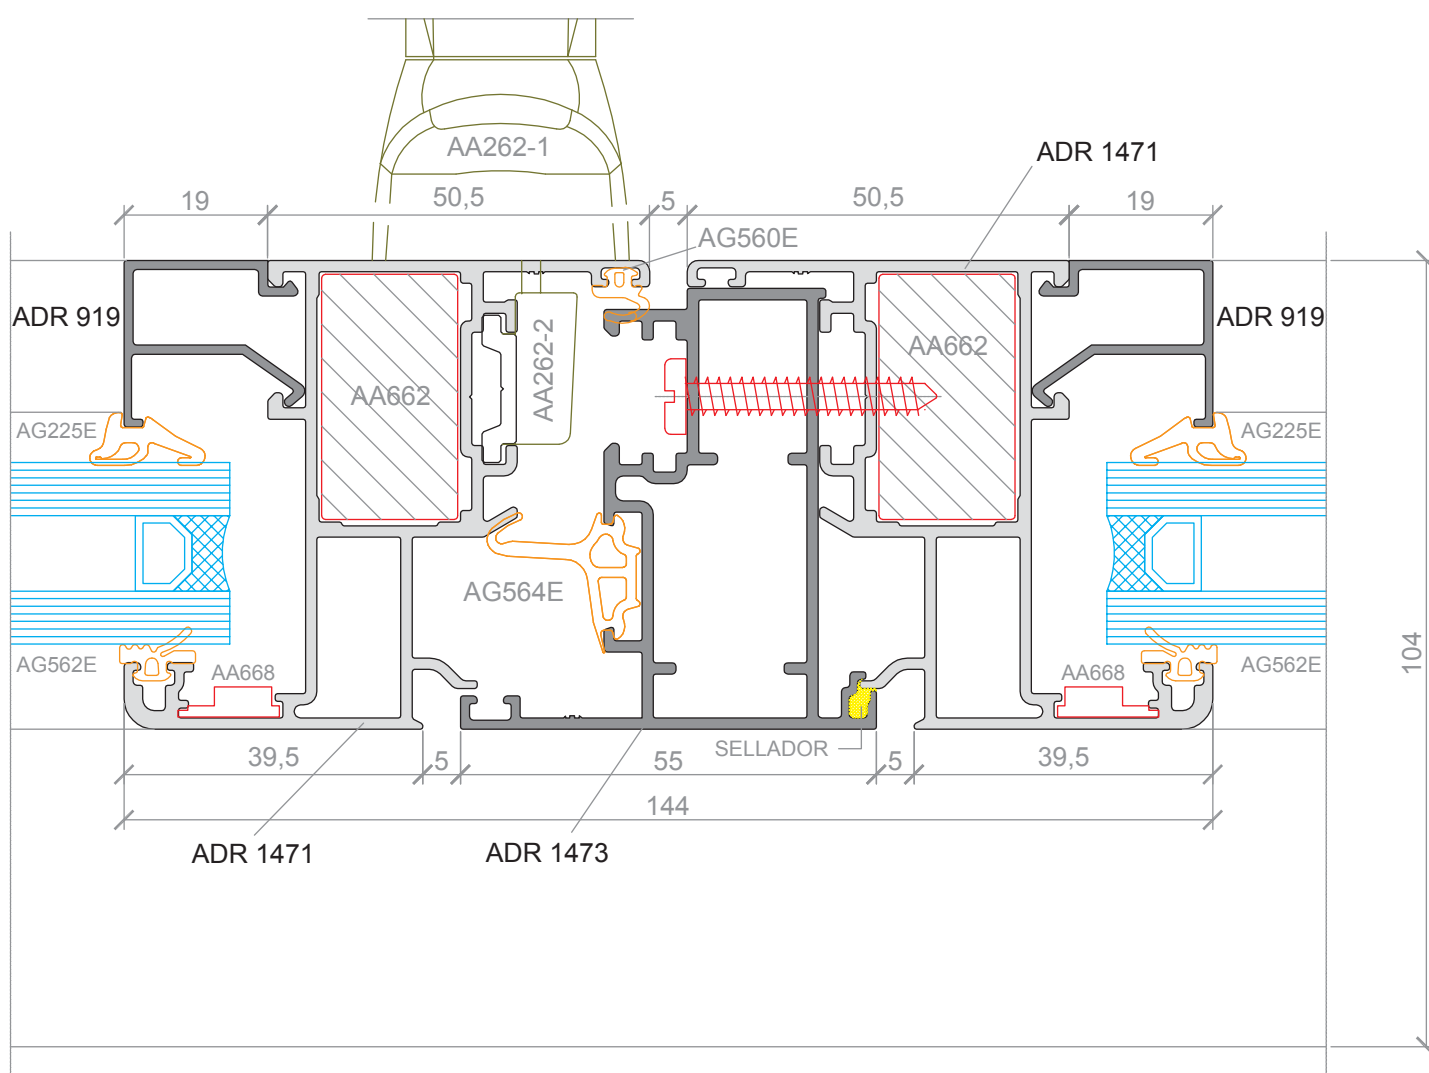 AA262-1
ADR 1471
19
50,5
5
50,5
19
AG560E
ADR 919
ADR 919
AA262-2
AA662
AA662
AG225E
AG225E
AG564E
AG562E
AA668
AA668
AG562E
104
SELLADOR
39,5
5
55
5
39,5
144
ADR 1471
ADR 1473